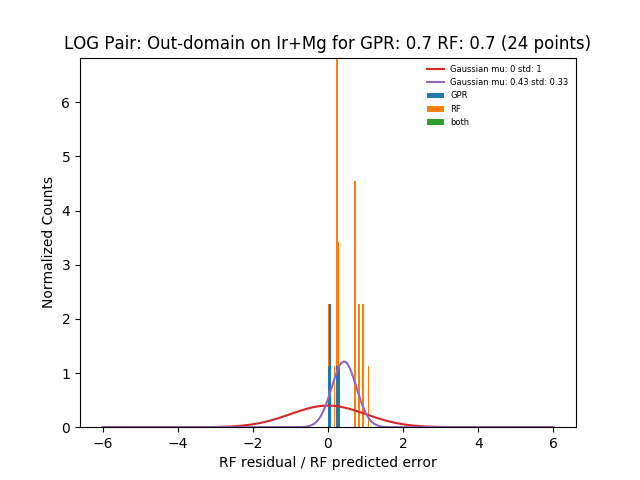 LOG Pair: Out-domain on Ir+Mg for GPR: 0.7 RF: 0.7 (24 points)
Gaussian mu: 0 std: 1
Gaussian mu: 0.43 std: 0.33
GPR
RF
both
Normalized Counts
6
5
4
3
2
1
0
−6
−4
−2
0
2
4
6
RF residual / RF predicted error